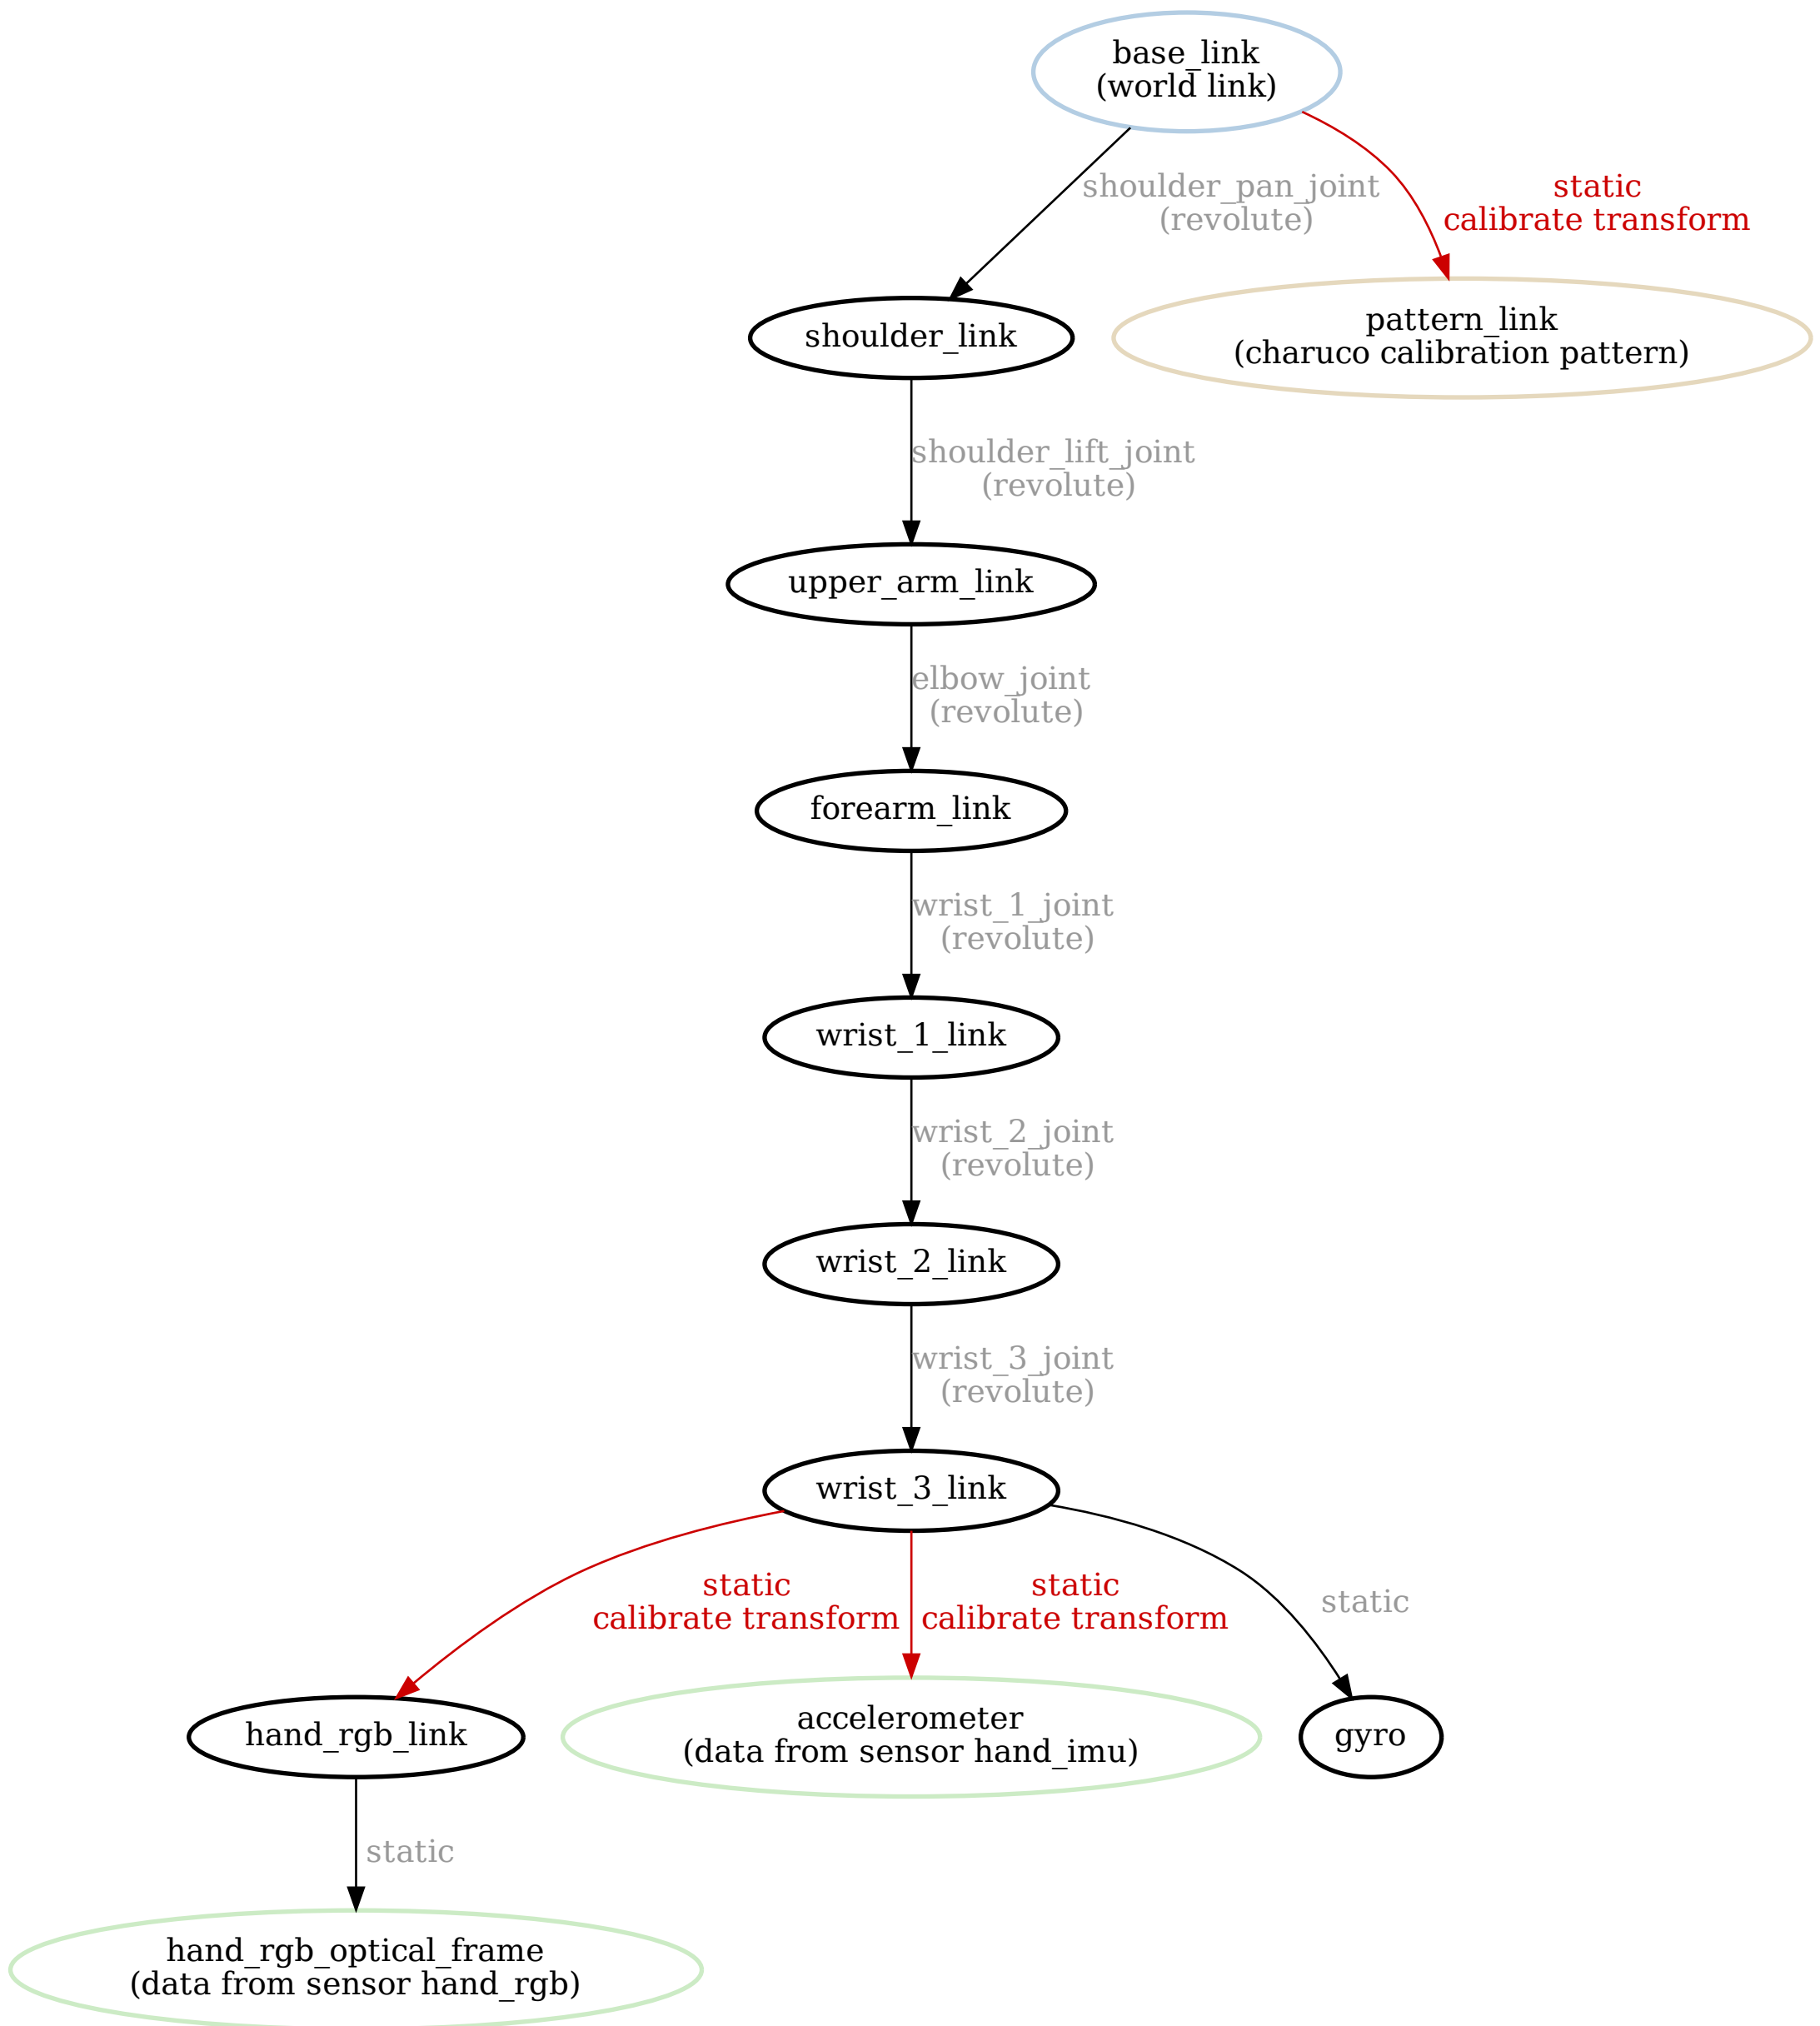 base_link
(world link)
shoulder_pan_joint
(revolute)
static
calibrate transform
shoulder_link
pattern_link
(charuco calibration pattern)
shoulder_lift_joint
(revolute)
upper_arm_link
elbow_joint
(revolute)
forearm_link
wrist_1_joint
(revolute)
wrist_1_link
wrist_2_joint
(revolute)
wrist_2_link
wrist_3_joint
(revolute)
wrist_3_link
static
calibrate transform
static
calibrate transform
static
hand_rgb_link
accelerometer
(data from sensor hand_imu)
gyro
static
hand_rgb_optical_frame
(data from sensor hand_rgb)